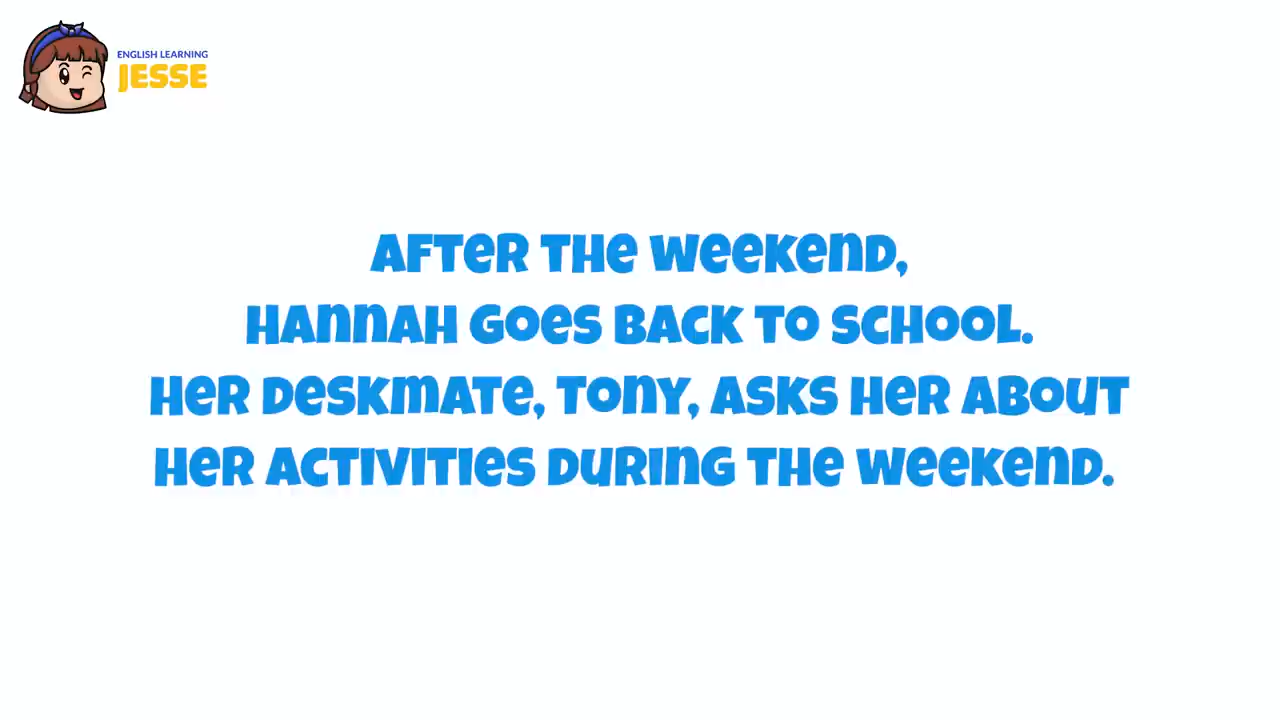 ENGLISH LEARNING
JESSE
After the weekend,
Hannah goes back to school.
Her deskmate, Tony, asks her about
her activities during the weekend.